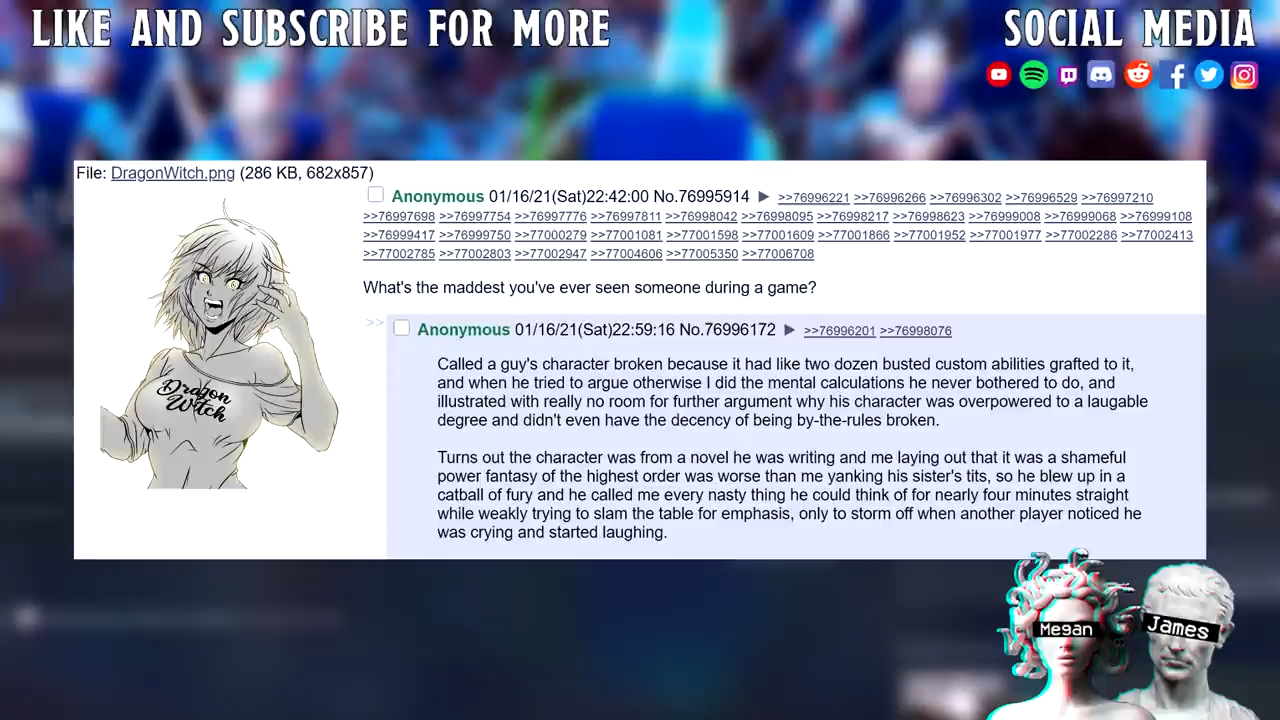 LIKE AND SUBSCRIBE FOR MORE
SOCIAL MEDIA
File: DragonWitch.png (286 KB, 682x857)
Anonymous 01/16/21(Sat)22:42:00 No.76995914 ▶ >>76996221 >>76996266 >>76996302 >>76996529 >>76997210
>>76997698 >>76997754 >>76997776 >>76997811 >>76998042 >>76998095 >>76998217 >>76998623 >>76999008 >>76999068 >>76999108
>>76999417 >>76999750 >>77000279 >>77001081 >>77001598 >>77001609 >>77001866 >>77001952 >>77001977 >>77002286 >>77002413
>>77002785 >>77002803 >>77002947 >>77004606 >>77005350 >>77006708
What's the maddest you've ever seen someone during a game?
Dragon
Witch
>> Anonymous 01/16/21(Sat)22:59:16 No.76996172 ▶ >>76996201 >>76998076
Called a guy's character broken because it had like two dozen busted custom abilities grafted to it,
and when he tried to argue otherwise I did the mental calculations he never bothered to do, and
illustrated with really no room for further argument why his character was overpowered to a laugable
degree and didn't even have the decency of being by-the-rules broken.
Turns out the character was from a novel he was writing and me laying out that it was a shameful
power fantasy of the highest order was worse than me yanking his sister's tits, so he blew up in a
catball of fury and he called me every nasty thing he could think of for nearly four minutes straight
while weakly trying to slam the table for emphasis, only to storm off when another player noticed he
was crying and started laughing.
Megan
James